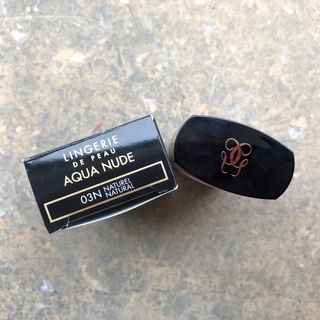 LINGERIE
DE PEAU
AQUA NUDE
03N NATUREL
NATURAL